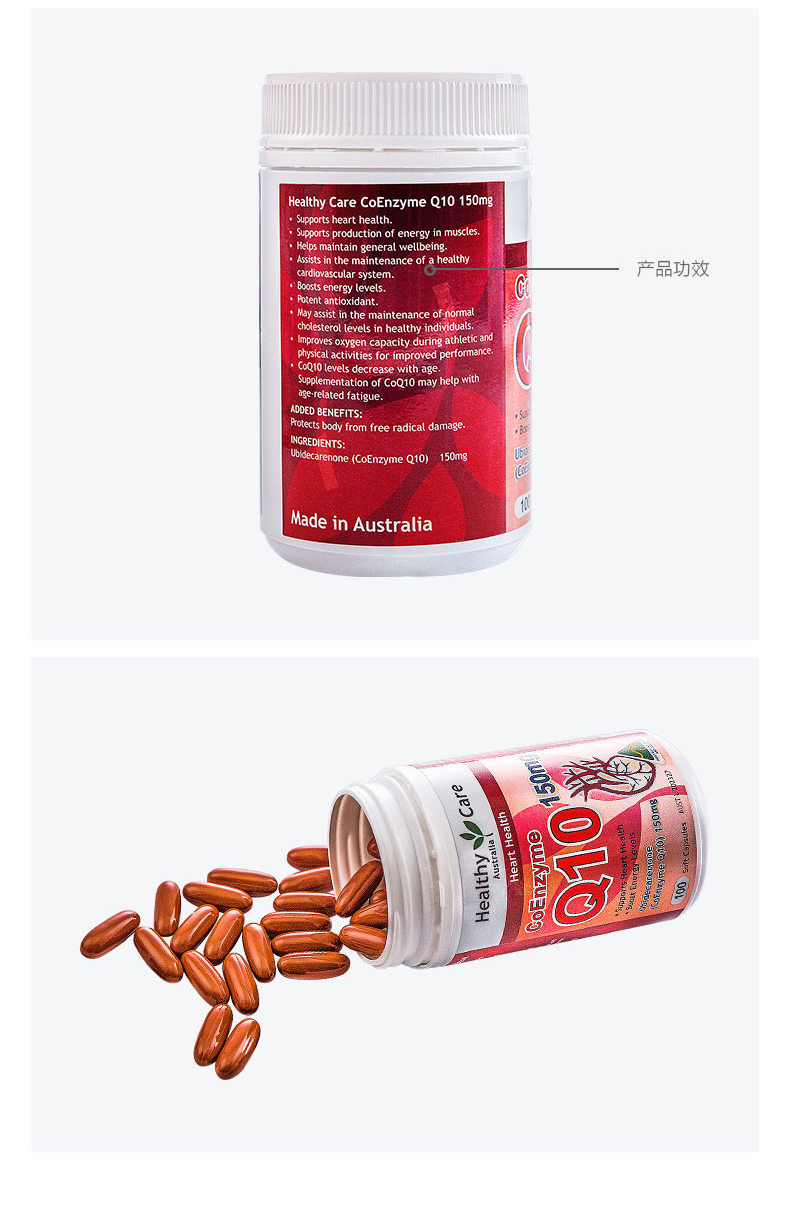 Healthy Care CoEnzyme Q10 150mg
• Supports heart health.
• Supports production of energy in muscles.
• Helps maintain general wellbeing.
• Assists in the maintenance of a healthy
cardiovascular system.
• Boosts energy levels.
• Potent antioxidant.
• May assist in the maintenance of normal
cholesterol levels in healthy individuals.
• Improves oxygen capacity during athletic and
physical activities for improved performance.
• CoQ10 levels decrease with age.
Supplementation of CoQ10 may help with
age-related fatigue.
ADDED BENEFITS:
Protects body from free radical damage.
INGREDIENTS:
Ubidecarenone (CoEnzyme Q10) 150mg
Made in Australia
产品功效
Healthy Care
Australia
Heart Health
CoEnzyme 150mg
Q10
• Supports Heart Health
• Boost Energy Levels
Ubidecarenone
(CoEnzyme Q10) 150mg
100 Soft Capsules